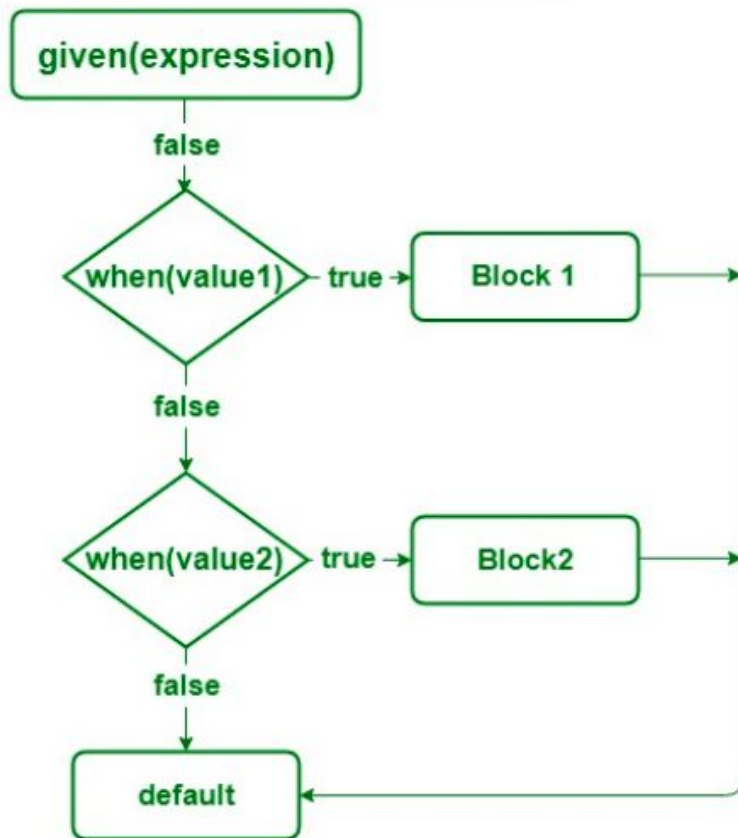 given(expression)
false
when(value1)
true
Block 1
false
when(value2)
true
Block2
false
default